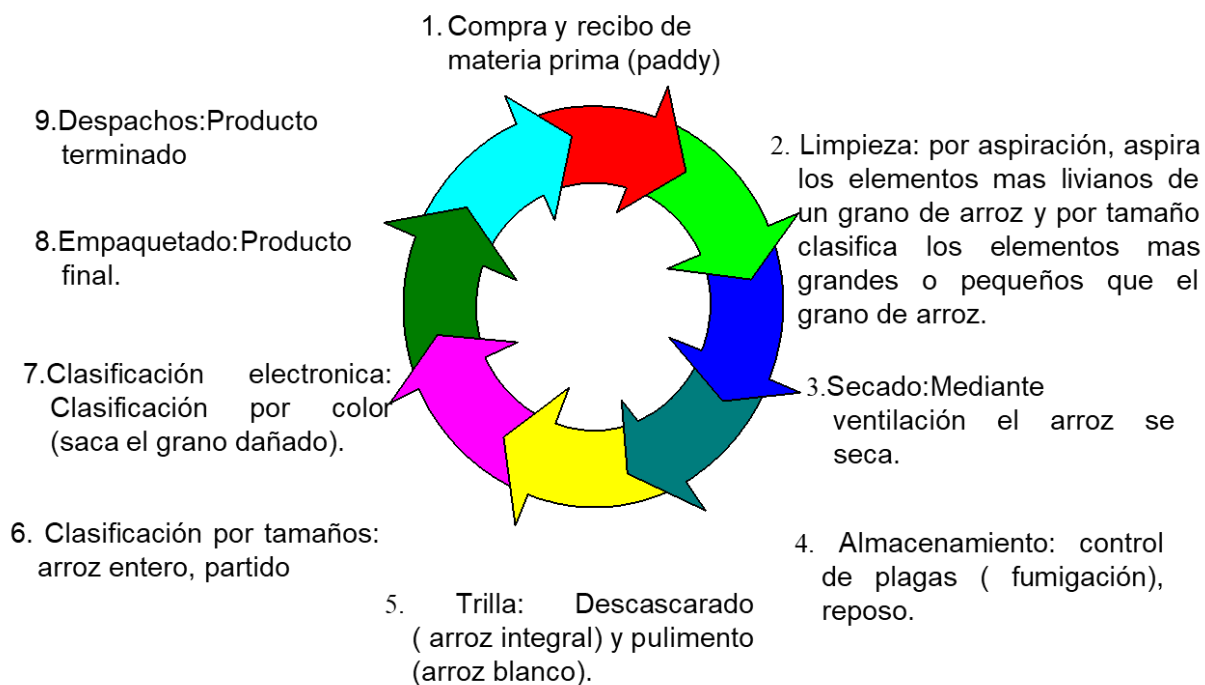 1. Compra y recibo de
materia prima (paddy)
2. Limpieza: por aspiración, aspira
los elementos mas livianos de
un grano de arroz y por tamaño
clasifica los elementos mas
grandes o pequeños que el
grano de arroz.
3.Secado:Mediante
ventilación el arroz se
seca.
4. Almacenamiento: control
de plagas ( fumigación),
reposo.
5. Trilla: Descascarado
( arroz integral) y pulimento
(arroz blanco).
6. Clasificación por tamaños:
arroz entero, partido
7.Clasificación electronica:
Clasificación por color
(saca el grano dañado).
8.Empaquetado:Producto
final.
9.Despachos:Producto
terminado